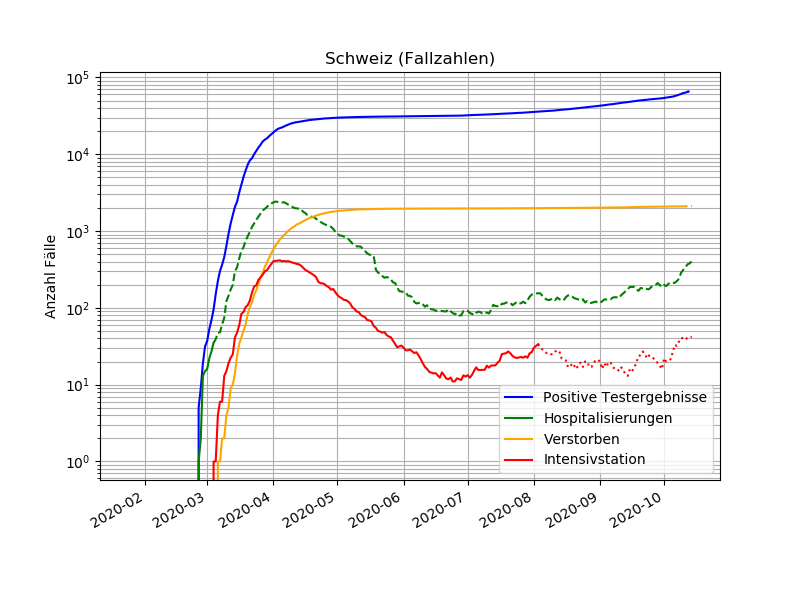 Schweiz (Fallzahlen)
Anzahl Fälle
10^5
10^4
10^3
10^2
10^1
10^0
2020-02
2020-03
2020-04
2020-05
2020-06
2020-07
2020-08
2020-09
2020-10
Positive Testergebnisse
Hospitalisierungen
Verstorben
Intensivstation